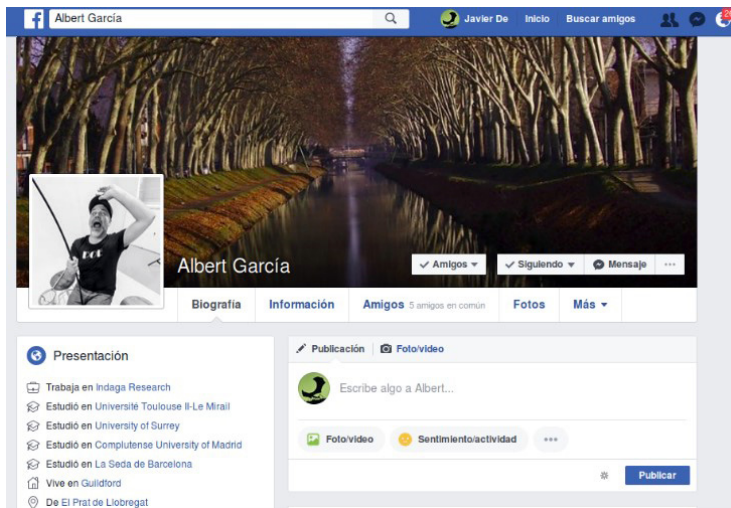 Albert García
Javier De Inicio Buscar amigos
Albert García
Amigos Siguiendo Mensaje
Biografía Información Amigos 5 amigos en común Fotos Más
Presentación
Trabaja en Indaga Research
Estudió en Université Toulouse II-Le Mirail
Estudió en University of Surrey
Estudió en Complutense University of Madrid
Estudió en La Seda de Barcelona
Vive en Guildford
De El Prat de Llobregat
Publicación Foto/video
Escribe algo a Albert...
Foto/video Sentimiento/actividad
Publicar